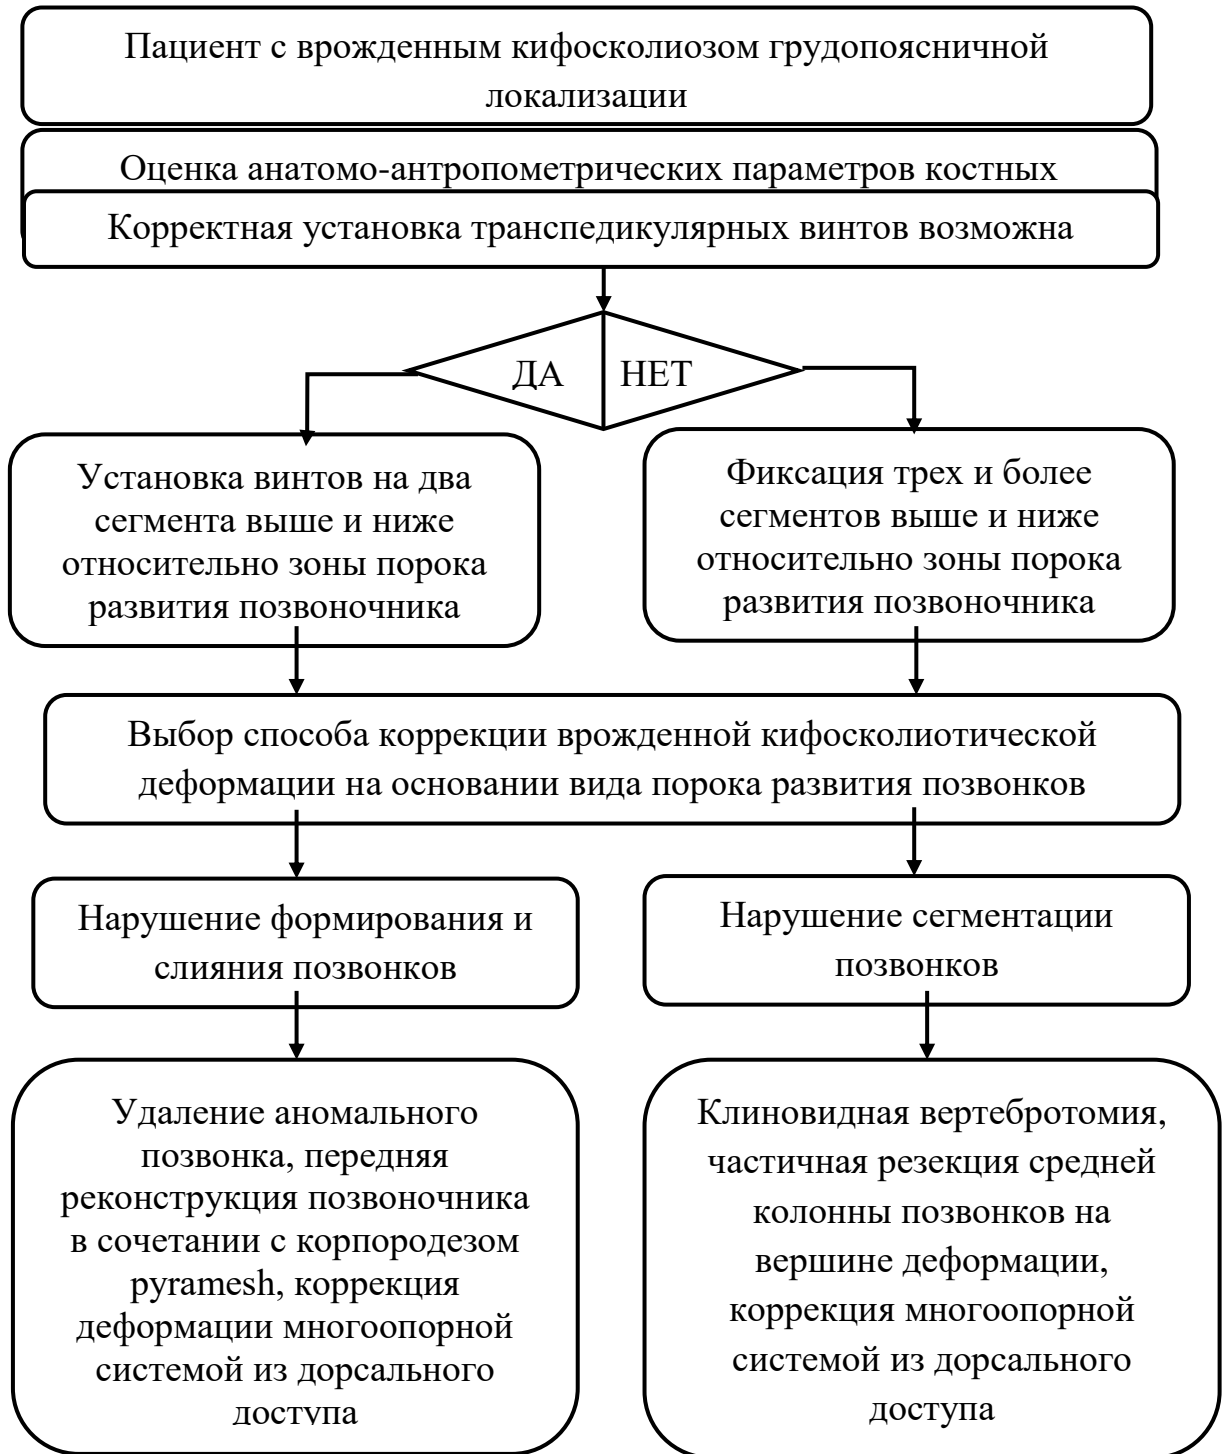 Пациент с врожденным кифосколиозом грудопоясничной
локализации
Оценка анатомо-антропометрических параметров костных
Корректная установка транспедикулярных винтов возможна
ДА
НЕТ
Установка винтов на два
сегмента выше и ниже
относительно зоны порока
развития позвоночника
Фиксация трех и более
сегментов выше и ниже
относительно зоны порока
развития позвоночника
Выбор способа коррекции врожденной кифосколиотической
деформации на основании вида порока развития позвонков
Нарушение формирования и
слияния позвонков
Нарушение сегментации
позвонков
Удаление аномального
позвонка, передняя
реконструкция позвоночника
в сочетании с корпородезом
pyramesh, коррекция
деформации многоопорной
системой из дорсального
доступа
Клиновидная вертебротомия,
частичная резекция средней
колонны позвонков на
вершине деформации,
коррекция многоопорной
системой из дорсального
доступа